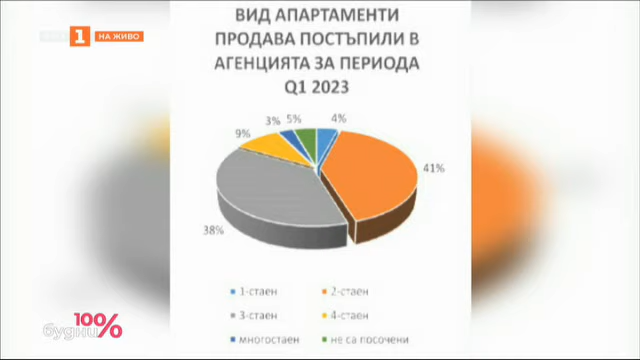 1
НА ЖИВО
ВИД АПАРТАМЕНТИ
ПРОДАВА ПОСТЪПИЛИ В
АГЕНЦИЯТА ЗА ПЕРИОДА
Q1 2023
4%
5%
3%
9%
41%
38%
1-стаен
2-стаен
3-стаен
4-стаен
многостаен
не са посочени
100%
будни